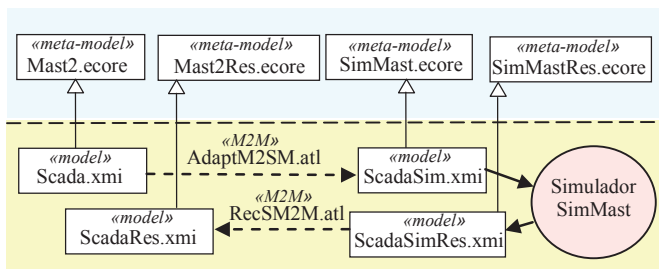 «meta-model»
Mast2.ecore
«meta-model»
Mast2Res.ecore
«meta-model»
SimMast.ecore
«meta-model»
SimMastRes.ecore
«model»
Scada.xmi
«M2M»
AdaptM2SM.atl
«model»
ScadaSim.xmi
Simulador
SimMast
«model»
ScadaRes.xmi
«M2M»
RecSM2M.atl
«model»
ScadaSimRes.xmi